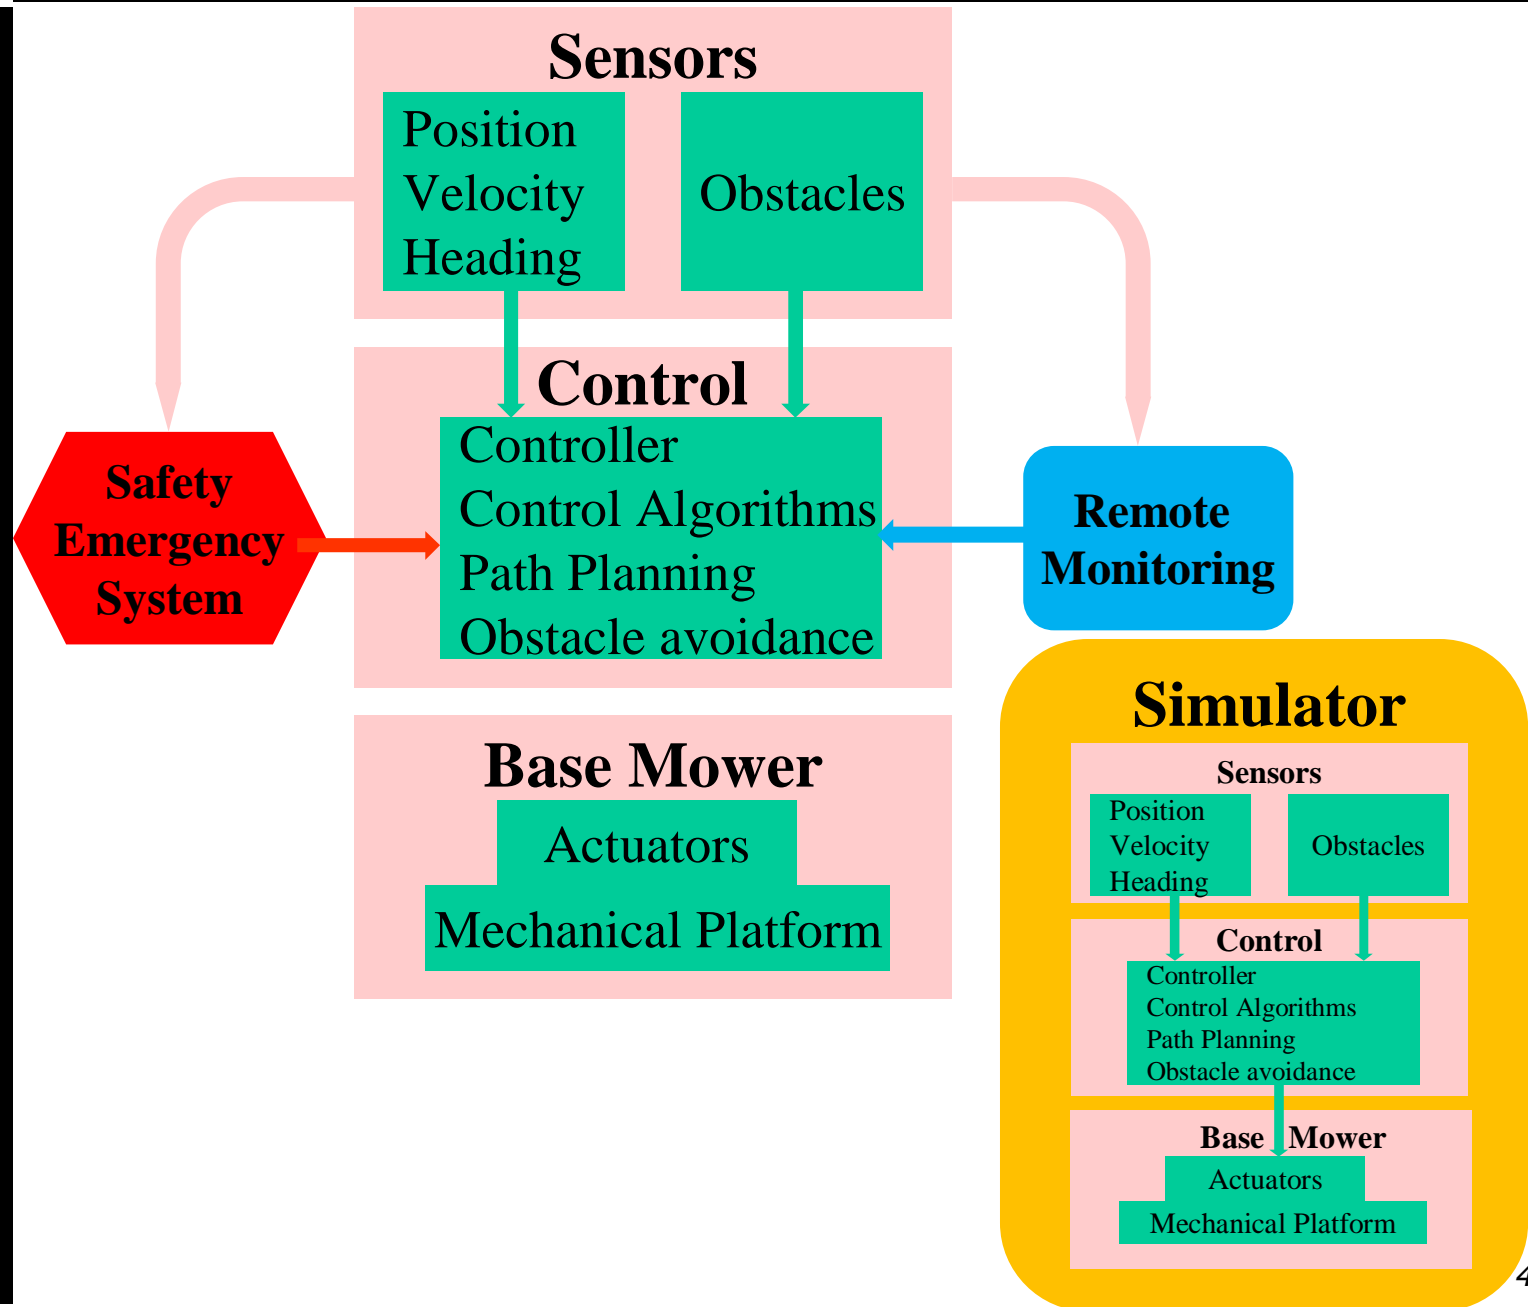 Sensors
Position
Velocity
Heading
Obstacles
Control
Controller
Control Algorithms
Path Planning
Obstacle avoidance
Safety
Emergency
System
Remote
Monitoring
Base Mower
Actuators
Mechanical Platform
Simulator
Sensors
Position
Velocity
Heading
Obstacles
Control
Controller
Control Algorithms
Path Planning
Obstacle avoidance
Base Mower
Actuators
Mechanical Platform
4